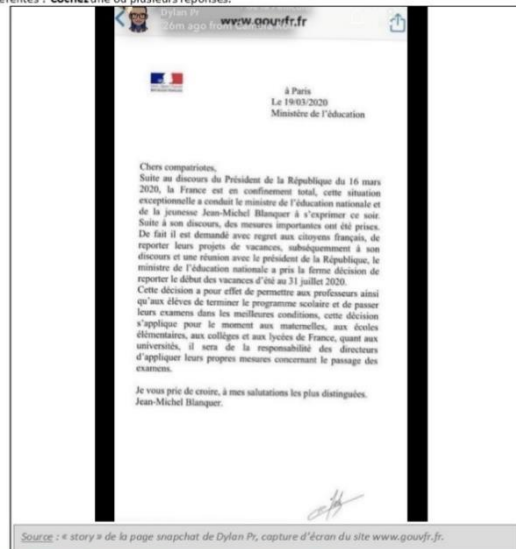 Cochez une ou plusieurs réponses.
Dylan Pr
26m ago from
www.gouvfr.fr
à Paris
Le 19/03/2020
Ministère de l'éducation
Chers compatriotes,
Suite au discours du Président de la République du 16 mars
2020, la France est en confinement total, cette situation
exceptionnelle a conduit le ministre de l'éducation nationale et
de la jeunesse Jean-Michel Blanquer à s'exprimer ce soir.
Suite à son discours, des mesures importantes ont été prises.
De fait il est demandé avec regret aux citoyens français, de
reporter leurs projets de vacances, subséquemment à son
discours et une réunion avec le président de la République, le
ministre de l'éducation nationale a pris la ferme décision de
reporter le début des vacances d'été au 31 juillet 2020.
Cette décision a pour effet de permettre aux professeurs ainsi
qu'aux élèves de terminer le programme scolaire et de passer
leurs examens dans les meilleures conditions, cette décision
s'applique pour le moment aux maternelles, aux écoles
élémentaires, aux collèges et aux lycées de France, quant aux
universités, il sera de la responsabilité des directeurs
d'appliquer leurs propres mesures concernant le passage des
examens.
Je vous prie de croire, à mes salutations les plus distinguées.
Jean-Michel Blanquer.
Source : « story » de la page snapchat de Dylan Pr, capture d'écran du site www.gouvfr.fr.